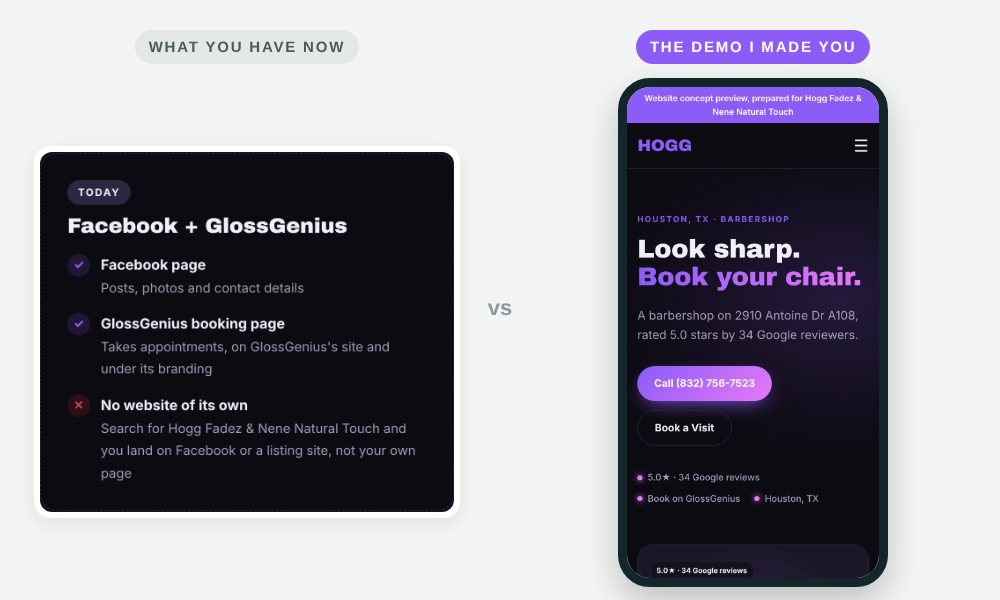 WHAT YOU HAVE NOW
TODAY
Facebook + GlossGenius
Facebook page
Posts, photos and contact details
GlossGenius booking page
Takes appointments, on GlossGenius's site and
under its branding
No website of its own
Search for Hogg Fadez & Nene Natural Touch and
you land on Facebook or a listing site, not your own
page
vs
THE DEMO I MADE YOU
Website concept preview, prepared for Hogg Fadez &
Nene Natural Touch
HOGG
HOUSTON, TX · BARBERSHOP
Look sharp.
Book your chair.
A barbershop on 2910 Antoine Dr A108,
rated 5.0 stars by 34 Google reviewers.
Call (832) 756-7523
Book a Visit
5.0★ · 34 Google reviews
Book on GlossGenius Houston, TX
5.0★ · 34 Google reviews